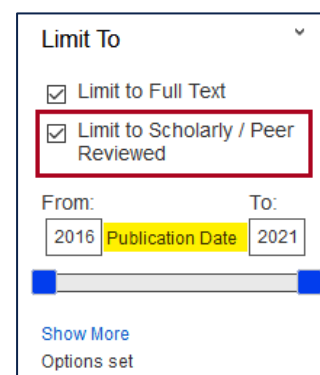 Limit To
Limit to Full Text
Limit to Scholarly / Peer
Reviewed
From: To:
2016 Publication Date 2021
Show More
Options set